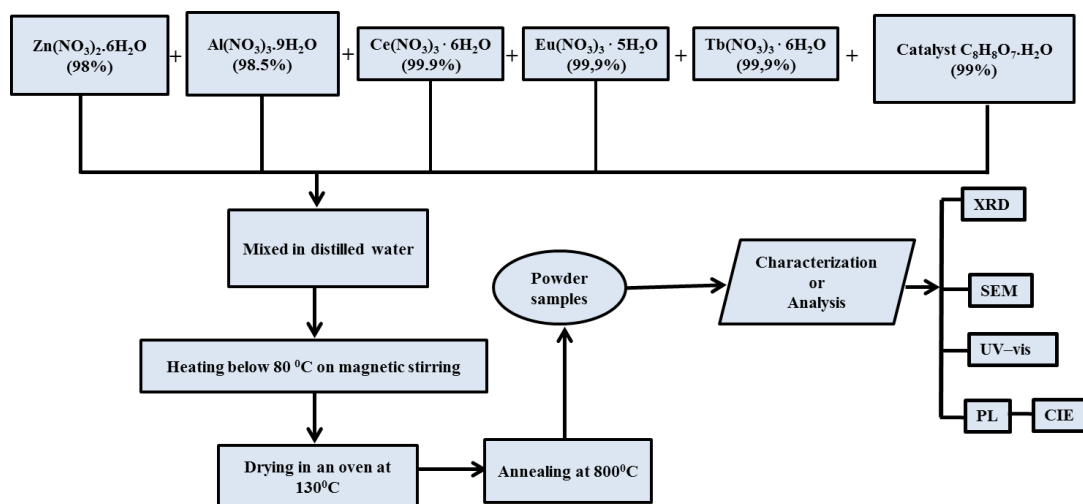 Zn(NO₃)₂.6H₂O
(98%)
+
Al(NO₃)₃.9H₂O
(98.5%)
+
Ce(NO₃)₃ · 6H₂O
(99.9%)
+
Eu(NO₃)₃ · 5H₂O
(99,9%)
+
Tb(NO₃)₃ · 6H₂O
(99,9%)
+
Catalyst C₈H₈O₇.H₂O
(99%)
Mixed in distilled water
Heating below 80 ⁰C on magnetic stirring
Drying in an oven at
130⁰C
Annealing at 800⁰C
Powder
samples
Characterization
or
Analysis
XRD
SEM
UV–vis
PL
CIE